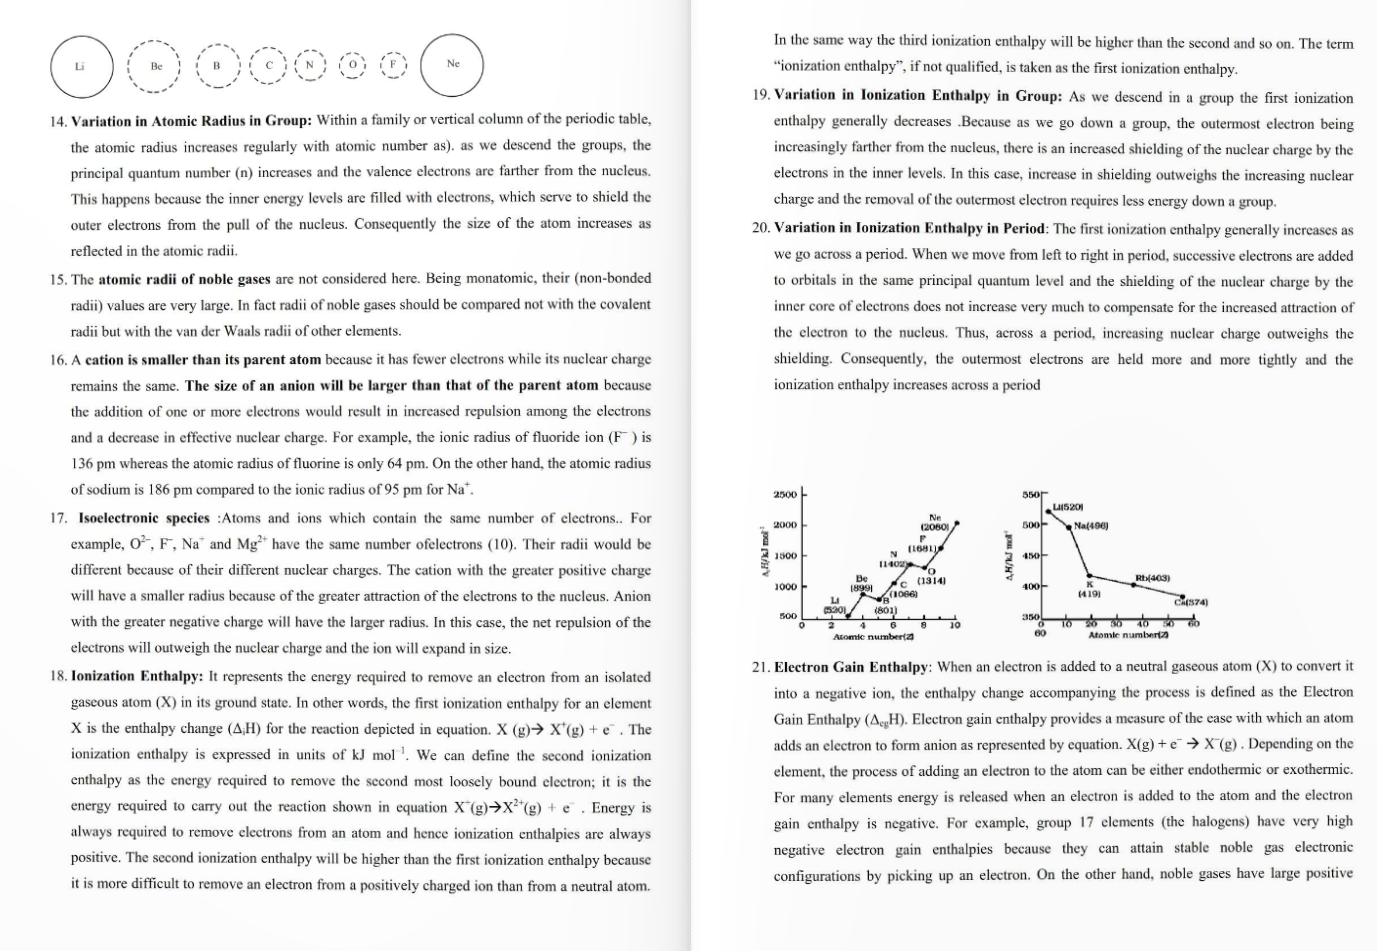 Li Be B C N O F Ne
14. Variation in Atomic Radius in Group: Within a family or vertical column of the periodic table,
the atomic radius increases regularly with atomic number as). as we descend the groups, the
principal quantum number (n) increases and the valence electrons are farther from the nucleus.
This happens because the inner energy levels are filled with electrons, which serve to shield the
outer electrons from the pull of the nucleus. Consequently the size of the atom increases as
reflected in the atomic radii.
15. The atomic radii of noble gases are not considered here. Being monatomic, their (non-bonded
radii) values are very large. In fact radii of noble gases should be compared not with the covalent
radii but with the van der Waals radii of other elements.
16. A cation is smaller than its parent atom because it has fewer electrons while its nuclear charge
remains the same. The size of an anion will be larger than that of the parent atom because
the addition of one or more electrons would result in increased repulsion among the electrons
and a decrease in effective nuclear charge. For example, the ionic radius of fluoride ion (F⁻ ) is
136 pm whereas the atomic radius of fluorine is only 64 pm. On the other hand, the atomic radius
of sodium is 186 pm compared to the ionic radius of 95 pm for Na⁺.
17. Isoelectronic species :Atoms and ions which contain the same number of electrons.. For
example, O²⁻, F⁻, Na⁺ and Mg²⁺ have the same number ofelectrons (10). Their radii would be
different because of their different nuclear charges. The cation with the greater positive charge
will have a smaller radius because of the greater attraction of the electrons to the nucleus. Anion
with the greater negative charge will have the larger radius. In this case, the net repulsion of the
electrons will outweigh the nuclear charge and the ion will expand in size.
18. Ionization Enthalpy: It represents the energy required to remove an electron from an isolated
gaseous atom (X) in its ground state. In other words, the first ionization enthalpy for an element
X is the enthalpy change (ΔᵢH) for the reaction depicted in equation. X (g)→ X⁺(g) + e⁻ . The
ionization enthalpy is expressed in units of kJ mol⁻¹. We can define the second ionization
enthalpy as the energy required to remove the second most loosely bound electron; it is the
energy required to carry out the reaction shown in equation X⁺(g)→X²⁺(g) + e⁻ . Energy is
always required to remove electrons from an atom and hence ionization enthalpies are always
positive. The second ionization enthalpy will be higher than the first ionization enthalpy because
it is more difficult to remove an electron from a positively charged ion than from a neutral atom.
In the same way the third ionization enthalpy will be higher than the second and so on. The term
“ionization enthalpy”, if not qualified, is taken as the first ionization enthalpy.
19. Variation in Ionization Enthalpy in Group: As we descend in a group the first ionization
enthalpy generally decreases .Because as we go down a group, the outermost electron being
increasingly farther from the nucleus, there is an increased shielding of the nuclear charge by the
electrons in the inner levels. In this case, increase in shielding outweighs the increasing nuclear
charge and the removal of the outermost electron requires less energy down a group.
20. Variation in Ionization Enthalpy in Period: The first ionization enthalpy generally increases as
we go across a period. When we move from left to right in period, successive electrons are added
to orbitals in the same principal quantum level and the shielding of the nuclear charge by the
inner core of electrons does not increase very much to compensate for the increased attraction of
the electron to the nucleus. Thus, across a period, increasing nuclear charge outweighs the
shielding. Consequently, the outermost electrons are held more and more tightly and the
ionization enthalpy increases across a period
2500
2000
1500
1000
500
ΔᵢH/kJ mol⁻¹
Li
(520)
Be
(899)
B
(801)
C
(1086)
N
(1402)
O
(1314)
F
(1681)
Ne
(2080)
0 2 4 6 8 10
Atomic number(Z)
550
500
450
400
350
ΔᵢH/kJ mol⁻¹
Li(520)
Na(496)
K
(419)
Rb(403)
Cs(374)
0 10 20 30 40 50 60
60
Atomic number(Z)
21. Electron Gain Enthalpy: When an electron is added to a neutral gaseous atom (X) to convert it
into a negative ion, the enthalpy change accompanying the process is defined as the Electron
Gain Enthalpy (ΔegH). Electron gain enthalpy provides a measure of the ease with which an atom
adds an electron to form anion as represented by equation. X(g) + e⁻ → X⁻(g) . Depending on the
element, the process of adding an electron to the atom can be either endothermic or exothermic.
For many elements energy is released when an electron is added to the atom and the electron
gain enthalpy is negative. For example, group 17 elements (the halogens) have very high
negative electron gain enthalpies because they can attain stable noble gas electronic
configurations by picking up an electron. On the other hand, noble gases have large positive